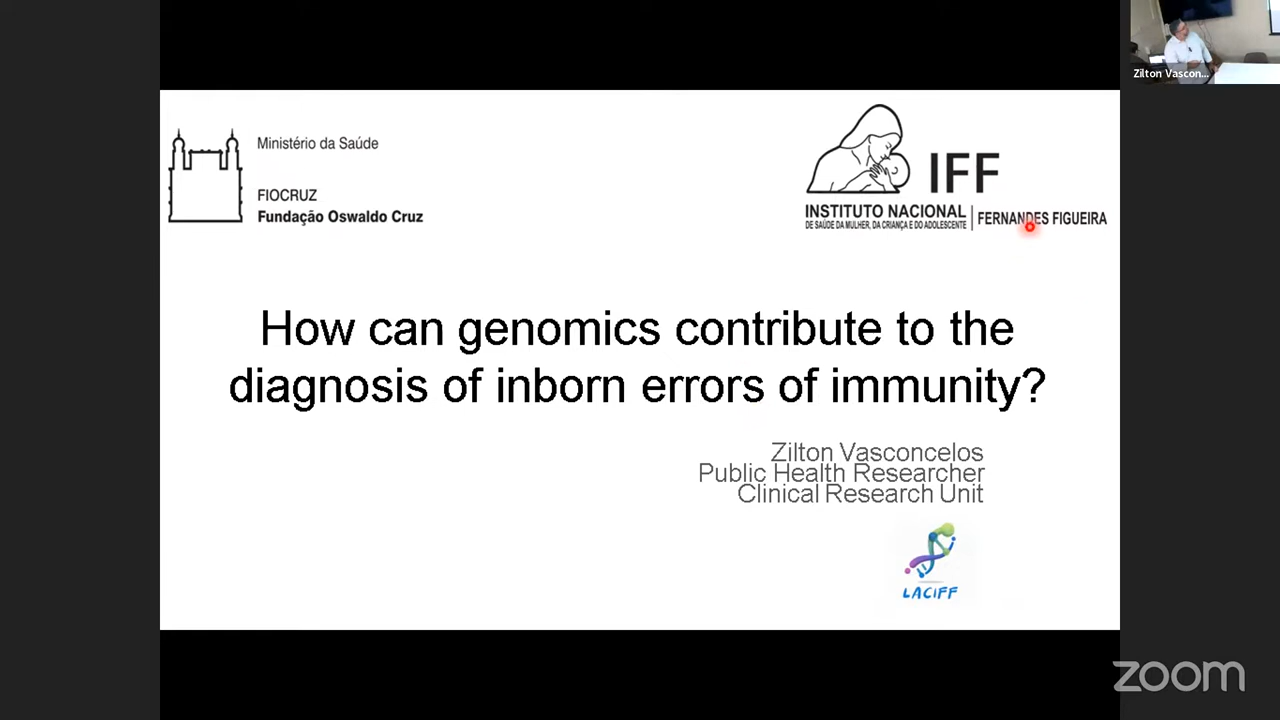 Zilton Vascon...
Ministério da Saúde
FIOCRUZ
Fundação Oswaldo Cruz
IFF
INSTITUTO NACIONAL
DE SAÚDE DA MULHER, DA CRIANÇA E DO ADOLESCENTE
FERNANDES FIGUEIRA
How can genomics contribute to the
diagnosis of inborn errors of immunity?
Zilton Vasconcelos
Public Health Researcher
Clinical Research Unit
LACIFF
zoom